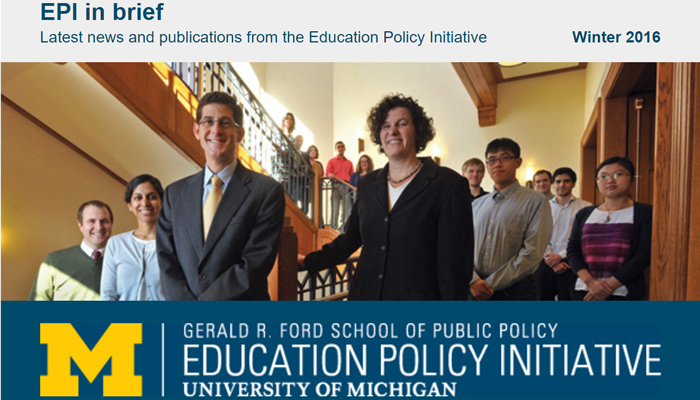 EPI in brief
Latest news and publications from the Education Policy Initiative Winter 2016
M
GERALD R. FORD SCHOOL OF PUBLIC POLICY
EDUCATION POLICY INITIATIVE
UNIVERSITY OF MICHIGAN